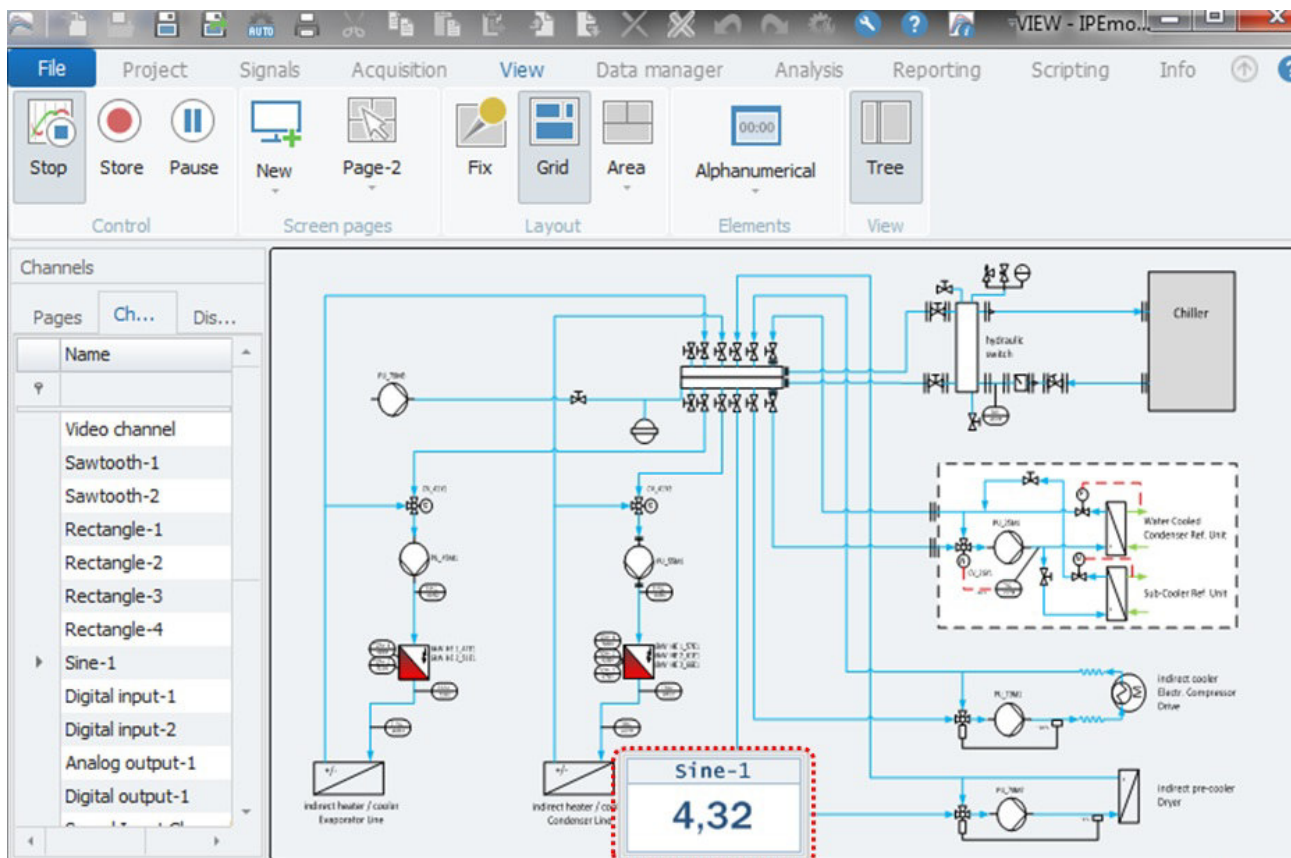 AUTO
VIEW - IPEmo...
File Project Signals Acquisition View Data manager Analysis Reporting Scripting Info
00:00
Stop Store Pause New Page-2 Fix Grid Area Alphanumerical Tree
Control Screen pages Layout Elements View
Channels
Pages Ch... Dis...
Name
Video channel
Sawtooth-1
Sawtooth-2
Rectangle-1
Rectangle-2
Rectangle-3
Rectangle-4
Sine-1
Digital input-1
Digital input-2
Analog output-1
Digital output-1
Chiller
hydraulic
switch
Water Cooled
Condenser Ref. Unit
Sub-Cooler Ref. Unit
indirect cooler
Electr. Compressor
Drive
M
+/-
indirect heater / cooler
Evaporator Line
+/-
indirect heater / coo
Condenser Line
Sine-1
4,32
indirect pre-cooler
Dryer